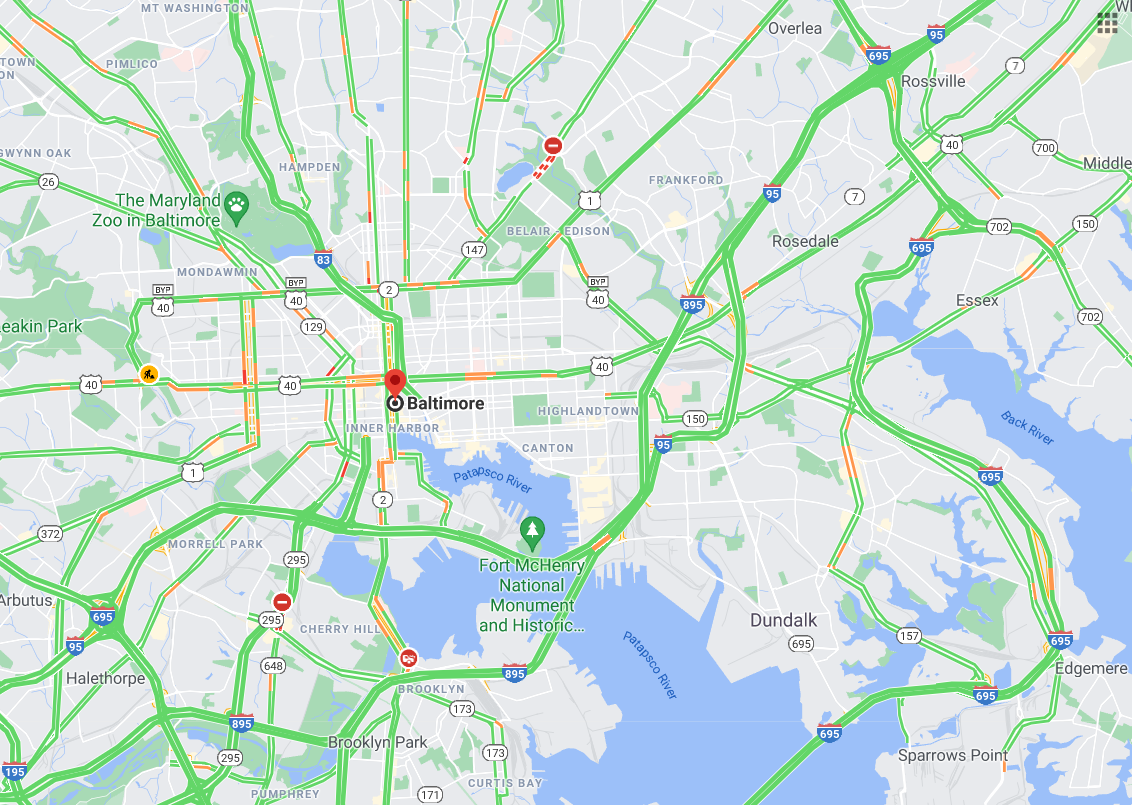 MT WASHINGTON
Overlea
95
695
7
PIMLICO
TOWN
ON
Rossville
40
700
GWYNN OAK
HAMPDEN
Middle
26
The Maryland
Zoo in Baltimore
FRANKFORD
95
7
1
BELAIR - EDISON
702
150
147
Rosedale
695
83
MONDAWMIN
BYP
40
BYP
40
2
BYP
40
895
Essex
702
129
eakin Park
40
40
40
Baltimore
HIGHLANDTOWN
150
INNER HARBOR
95
CANTON
Back River
1
Patapsco River
695
2
372
MORRELL PARK
295
Fort McHenry
National
Monument
and Historic...
Arbutus
695
295
CHERRY HILL
Dundalk
695
157
695
95
Patapsco River
648
Halethorpe
895
Edgemere
BROOKLYN
695
173
895
Brooklyn Park
695
173
295
Sparrows Point
195
CURTIS BAY
PUMPHREY
171